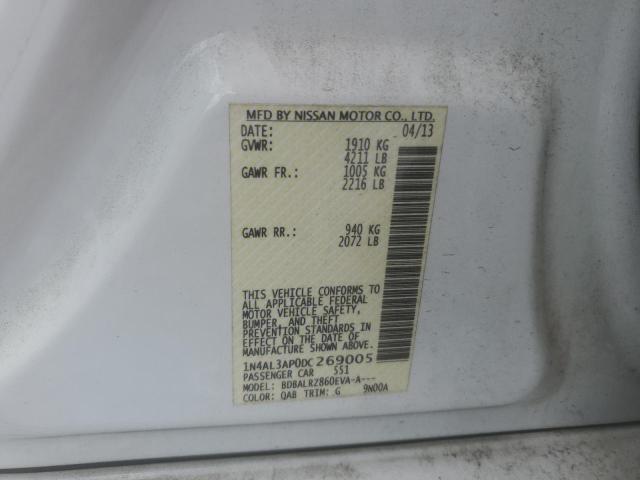 MFD BY NISSAN MOTOR CO., LTD.
DATE: 04/13
GVWR: 1910 KG
4211 LB
GAWR FR.: 1005 KG
2216 LB
GAWR RR.: 940 KG
2072 LB
THIS VEHICLE CONFORMS TO
ALL APPLICABLE FEDERAL
MOTOR VEHICLE SAFETY,
BUMPER, AND THEFT
PREVENTION STANDARDS IN
EFFECT ON THE DATE OF
MANUFACTURE SHOWN ABOVE.
1N4AL3AP0DC269005
PASSENGER CAR 551
MODEL: BDBALRZ860EVA-A---
COLOR: QAB TRIM: G 9N00A